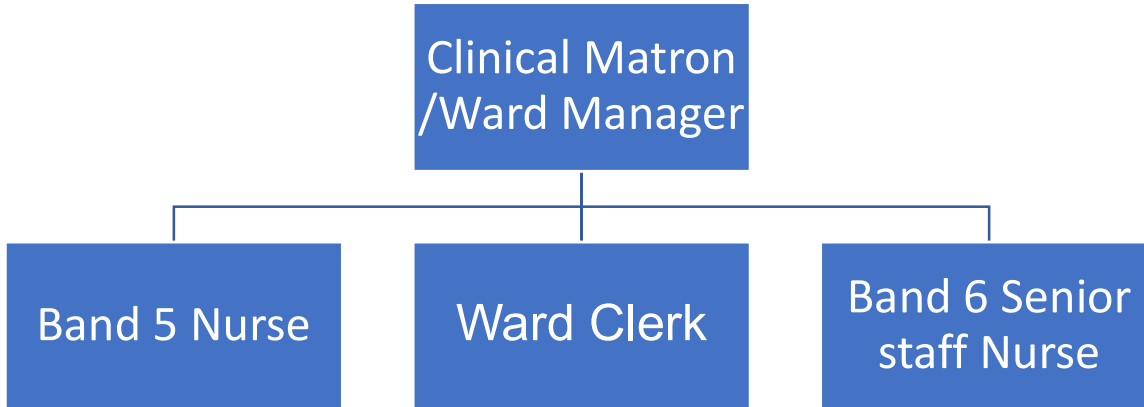 Clinical Matron
/Ward Manager
Band 5 Nurse
Ward Clerk
Band 6 Senior
staff Nurse